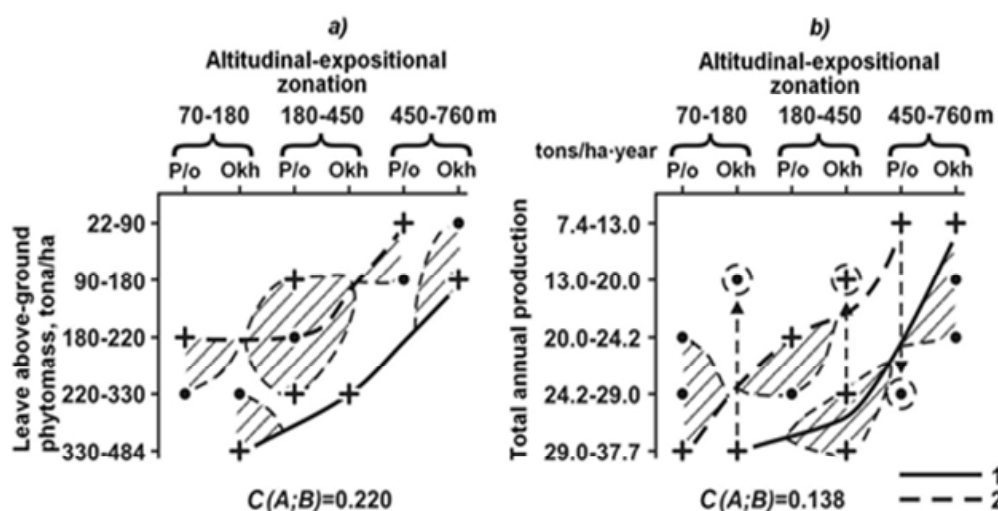 a)
Altitudinal-expositional
zonation
70-180 180-450 450-760 m
P/o Okh P/o Okh P/o Okh
Leave above-ground
phytomass, tona/ha
22-90
90-180
180-220
220-330
330-484
C(A;B)=0.220
b)
Altitudinal-expositional
zonation
70-180 180-450 450-760 m
tons/ha·year
P/o Okh P/o Okh P/o Okh
Total annual production
7.4-13.0
13.0-20.0
20.0-24.2
24.2-29.0
29.0-37.7
C(A;B)=0.138
1
2